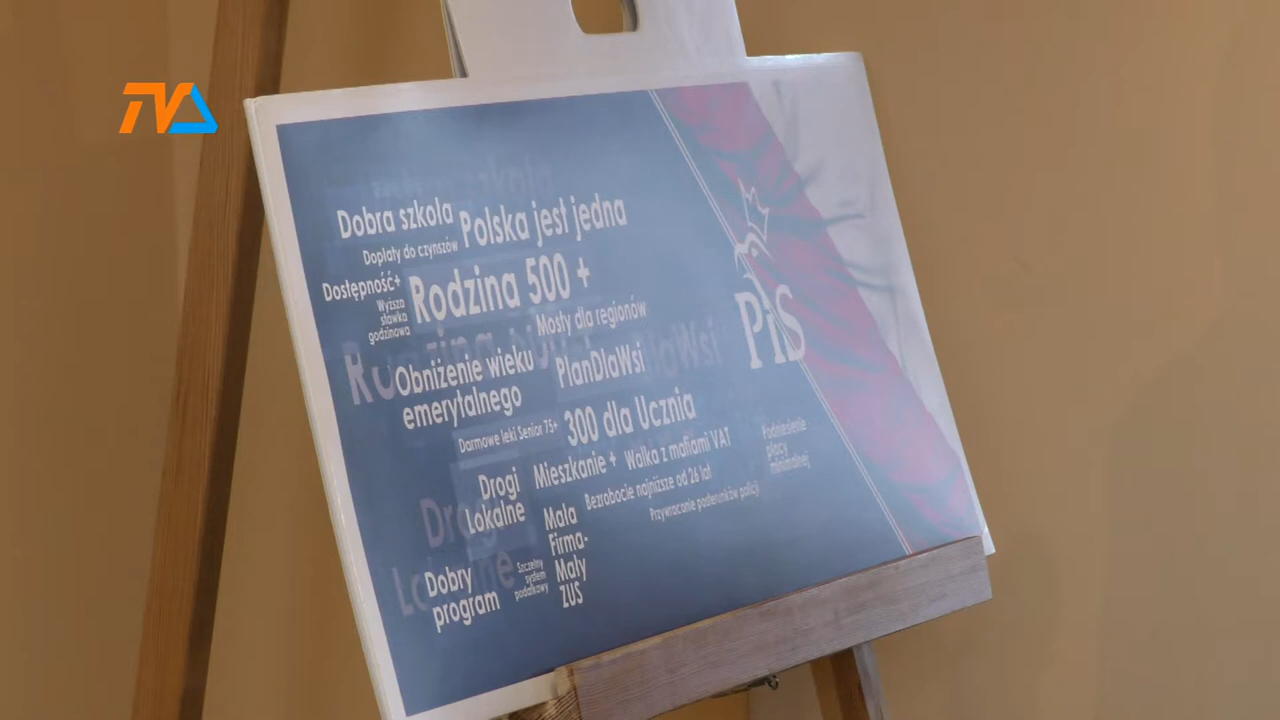 TVA
Dobra szkoła
Polska jest jedna
Dopłaty do czynszów
Dostępność+
Rodzina 500 +
Wyższa
stawka
godzinowa
Mosty dla regionów
Obniżenie wieku
emerytalnego
PlanDlaWsi
300 dla Ucznia
Darmowe leki Senior 75+
Mieszkanie +
Walka z mafiami VAT
Podniesienie
płacy
minimalnej
Drogi
Lokalne
Bezrobocie najniższe od 26 lat
Przywracanie posterunków policji
Mała
Firma-
Mały
ZUS
Szczelny
system
podatkowy
Dobry
program
PiS